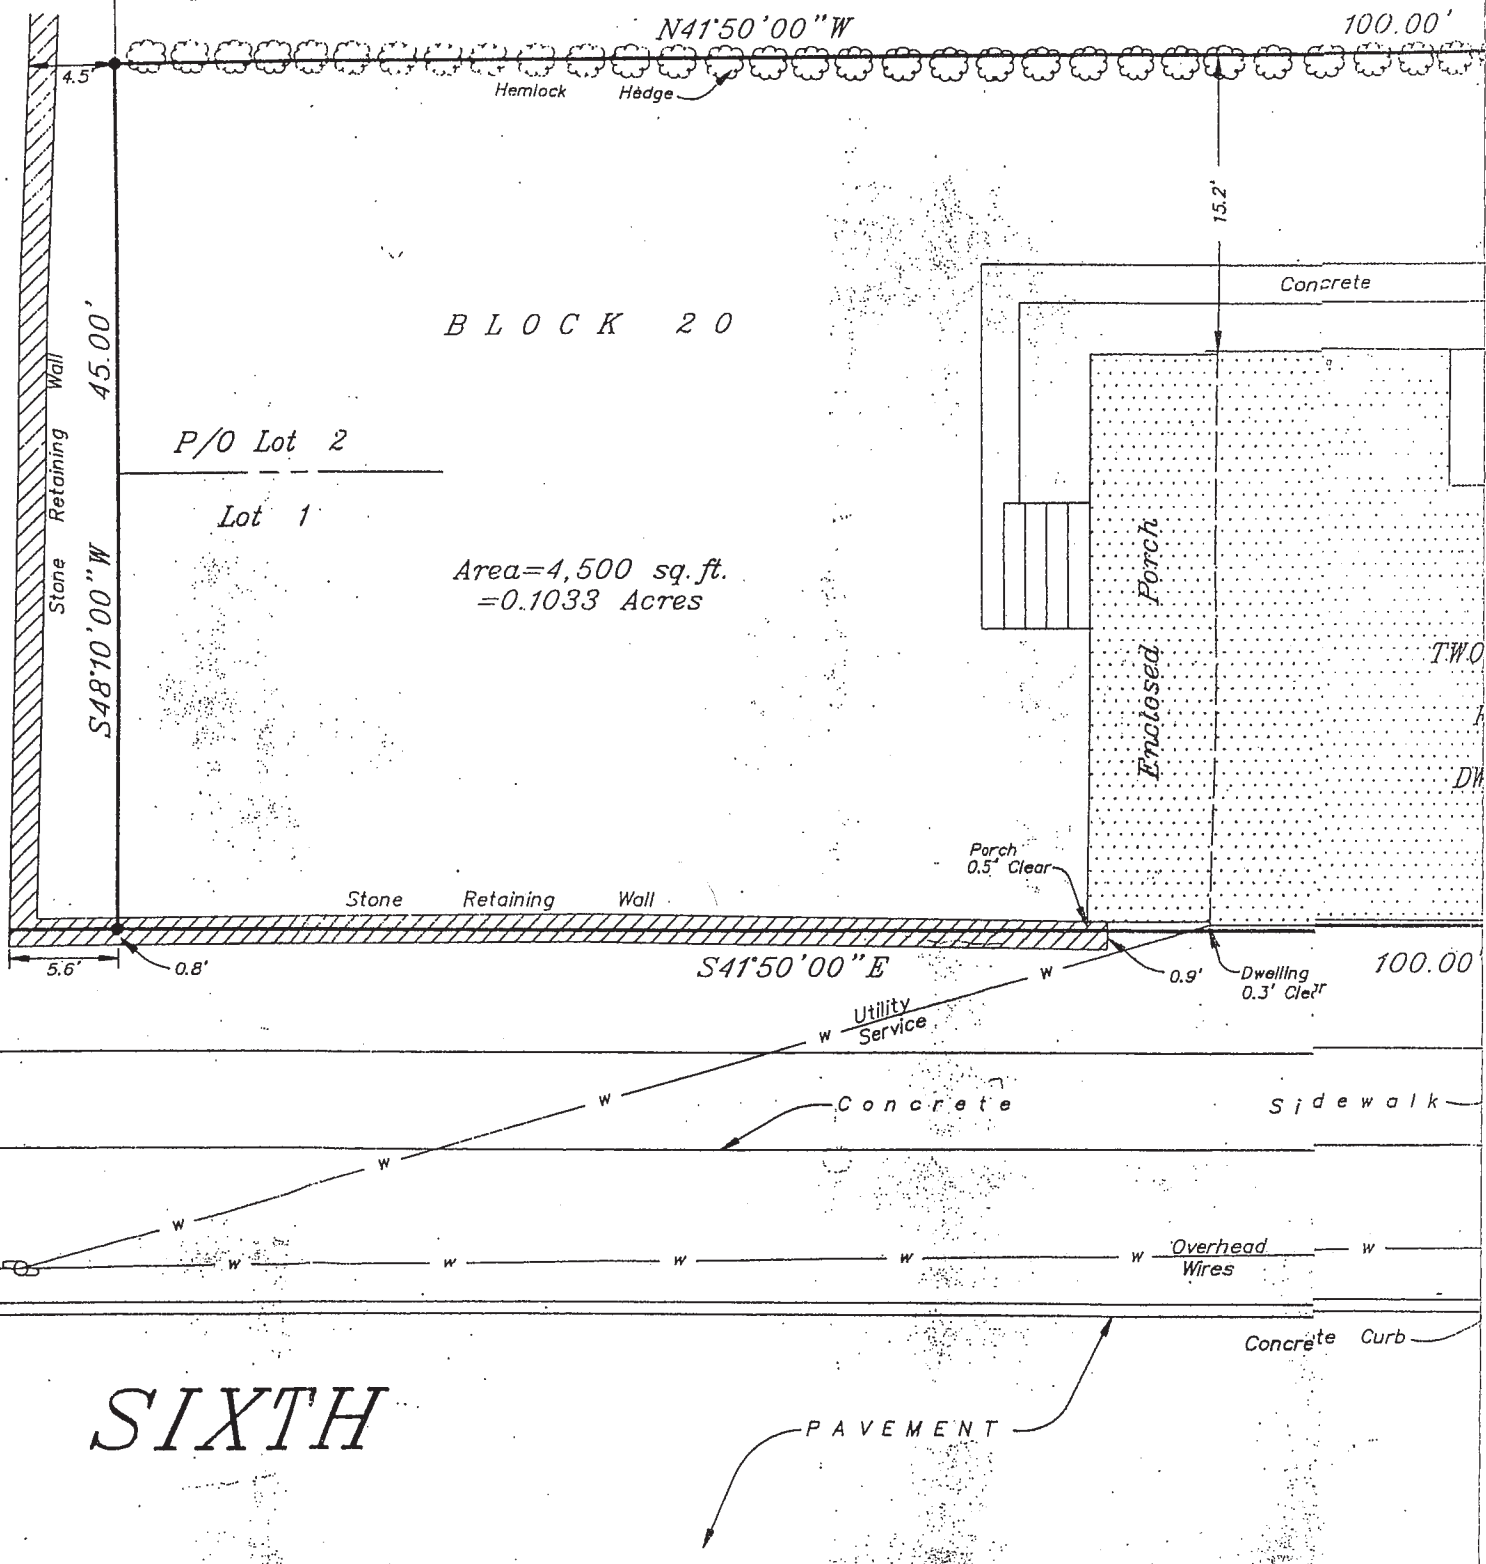 N41°50'00"W
100.00'
4.5'
Hemlock Hedge
15.2'
Concrete
BLOCK 20
45.00'
S48°10'00"W
Stone Retaining Wall
P/O Lot 2
Lot 1
Area=4,500 sq.ft.
=0.1033 Acres
Enclosed Porch
TWO
DW
Porch
0.5' Clear
Stone Retaining Wall
5.6'
0.8'
S41°50'00"E
0.9'
Dwelling
0.3' Clear
100.00'
W
Utility
Service
W
W
Concrete Sidewalk
W
W
W W W W W Overhead
Wires
W
Concrete Curb
SIXTH
PAVEMENT